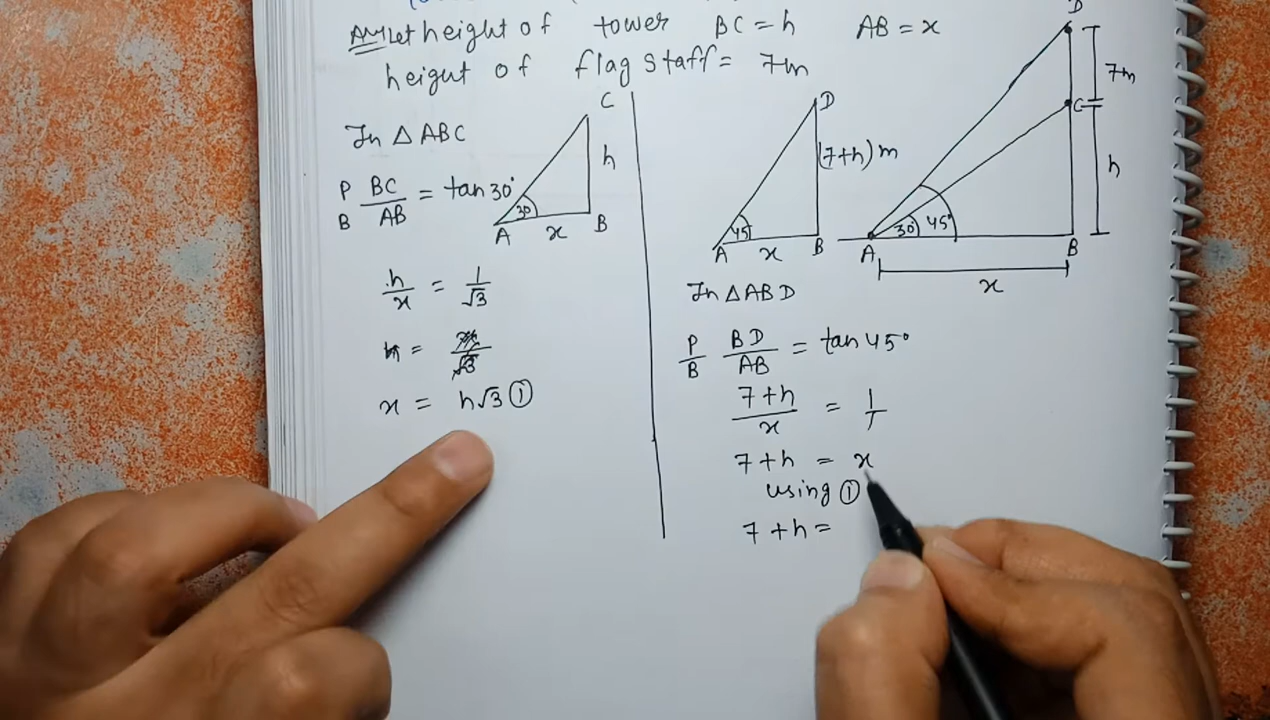 Ans Let height of tower BC = h AB = x
height of flag staff = 7m
In △ ABC
P/B BC/AB = tan 30°
C
h
30°
A x B
h/x = 1/√3
h =
x = h√3 ①
D
(7+h) m
45°
A x B
In △ ABD
P/B BD/AB = tan 45°
7+h/x = 1/1
7+h = x
using ①
7+h =
D
7m
C
h
30° 45°
A B
x